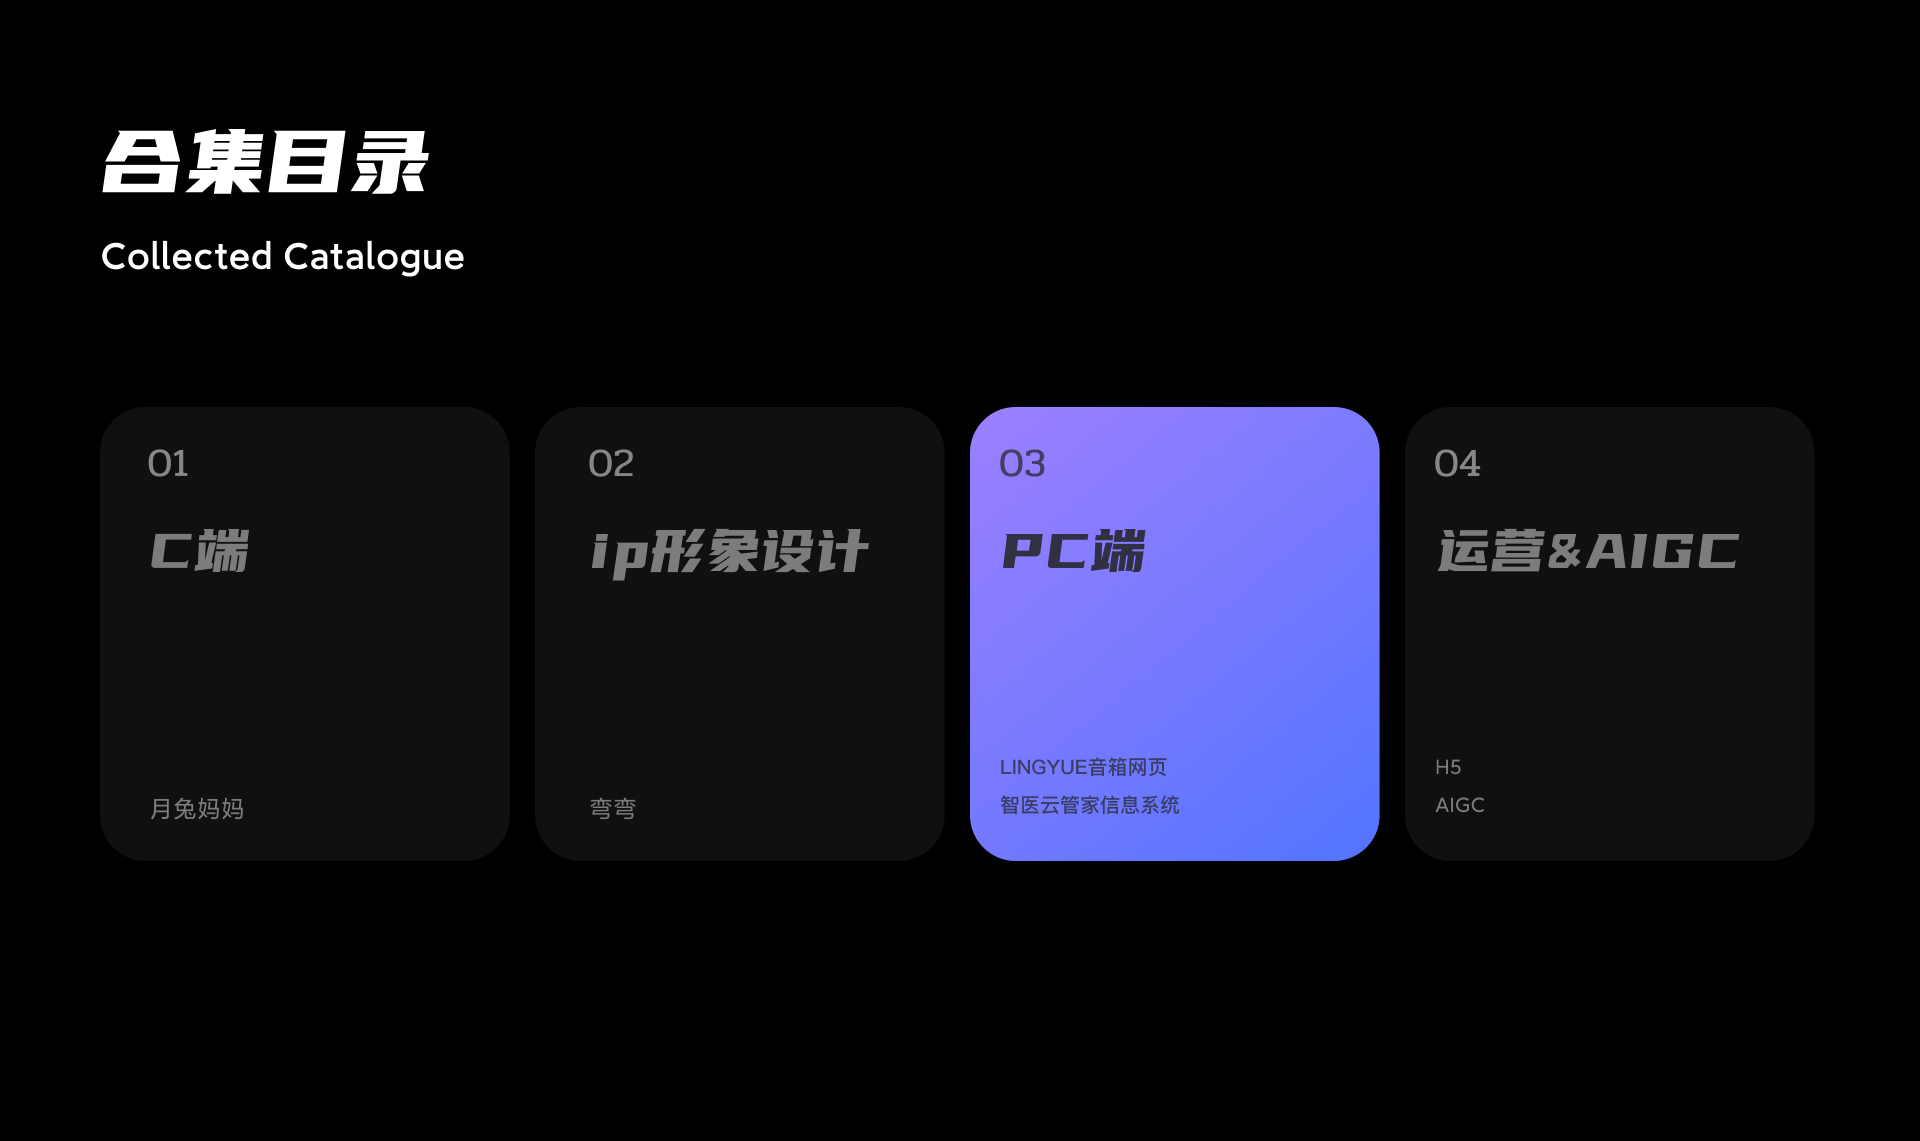 合集目录
Collected Catalogue
01
C端
月兔妈妈
02
ip形象设计
弯弯
03
PC端
LINGYUE音箱网页
智医云管家信息系统
04
运营&AIGC
H5
AIGC